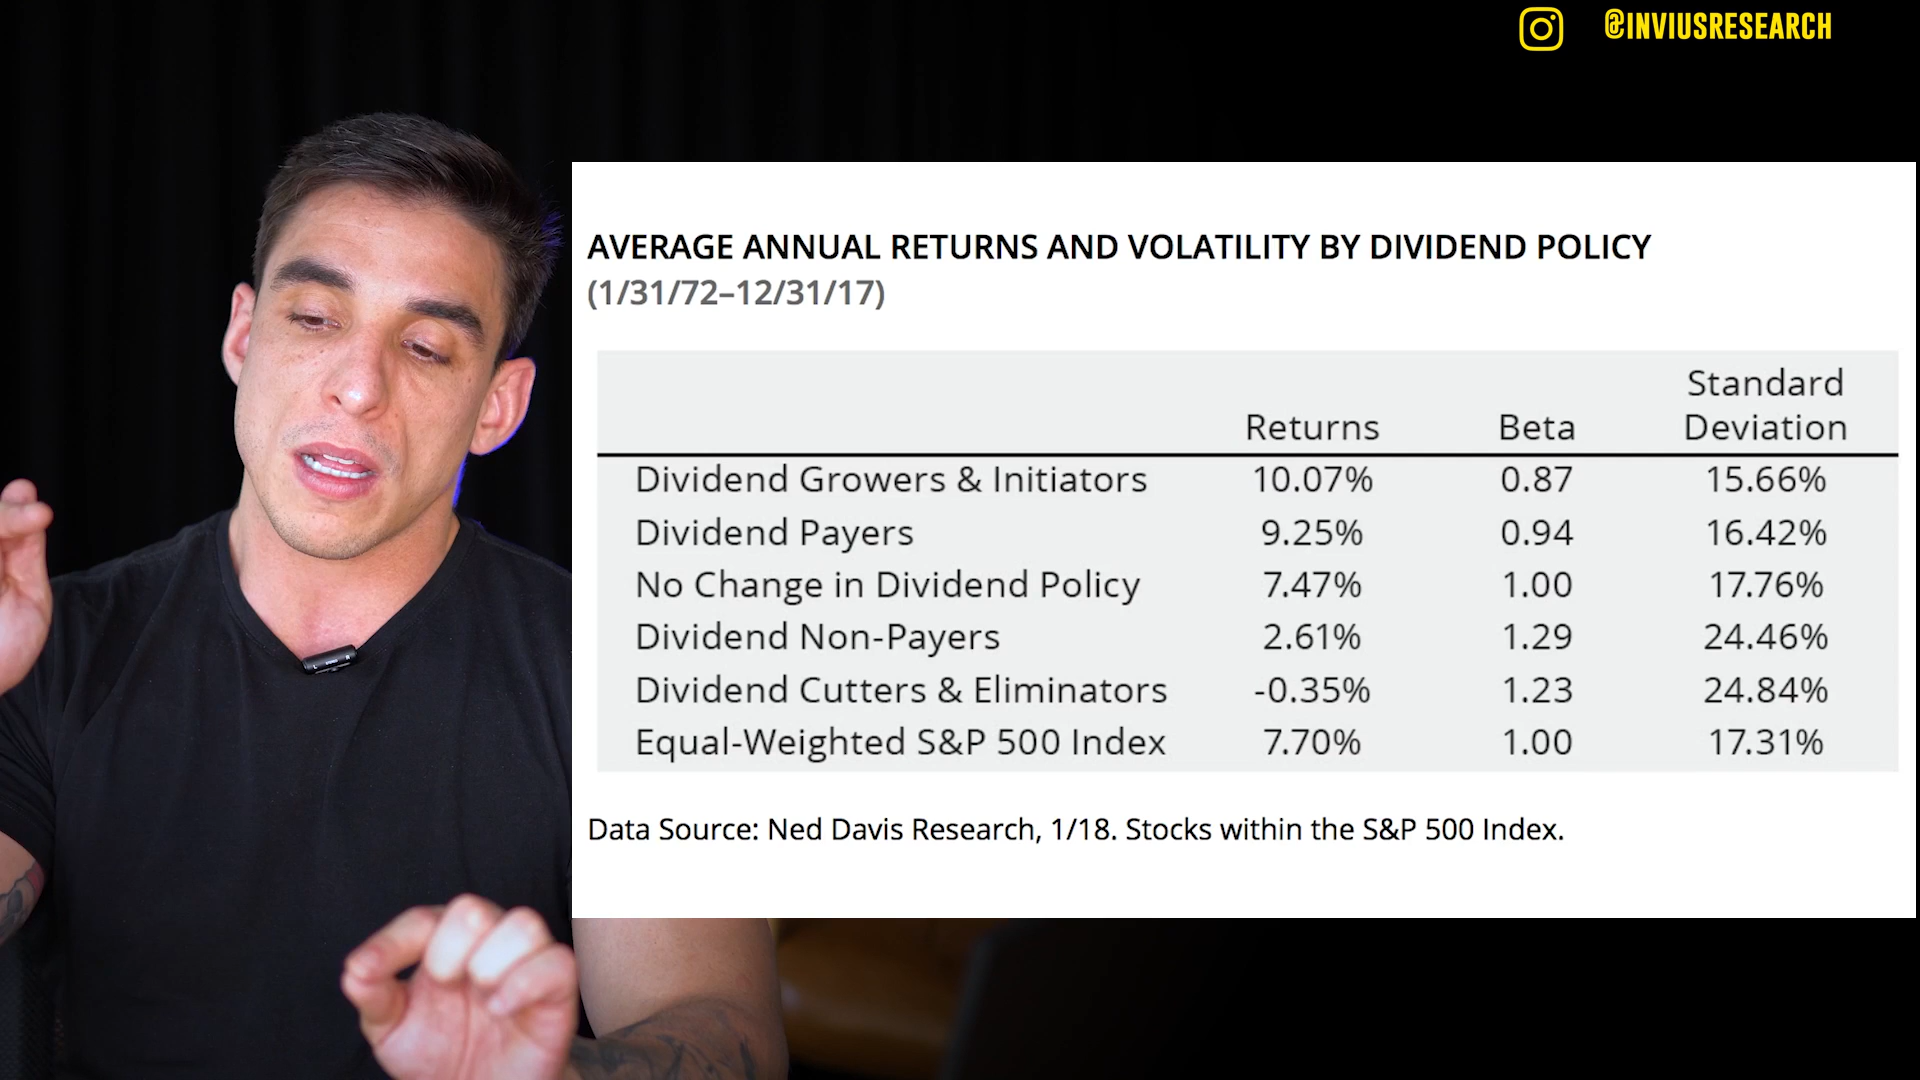 @INVIUSRESEARCH
AVERAGE ANNUAL RETURNS AND VOLATILITY BY DIVIDEND POLICY
(1/31/72–12/31/17)
Returns Beta Standard Deviation
Dividend Growers & Initiators 10.07% 0.87 15.66%
Dividend Payers 9.25% 0.94 16.42%
No Change in Dividend Policy 7.47% 1.00 17.76%
Dividend Non-Payers 2.61% 1.29 24.46%
Dividend Cutters & Eliminators -0.35% 1.23 24.84%
Equal-Weighted S&P 500 Index 7.70% 1.00 17.31%
Data Source: Ned Davis Research, 1/18. Stocks within the S&P 500 Index.